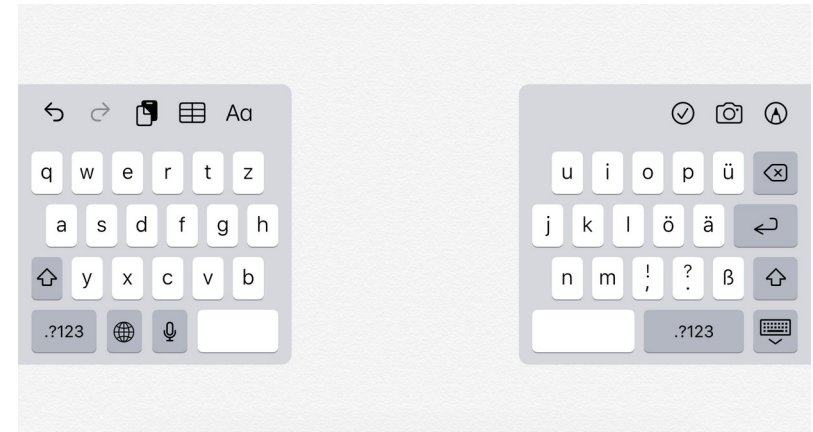 Aa
q w e r t z
u i o p ü
a s d f g h
j k l ö ä
y x c v b
n m ! , ? . ß
.?123
.?123